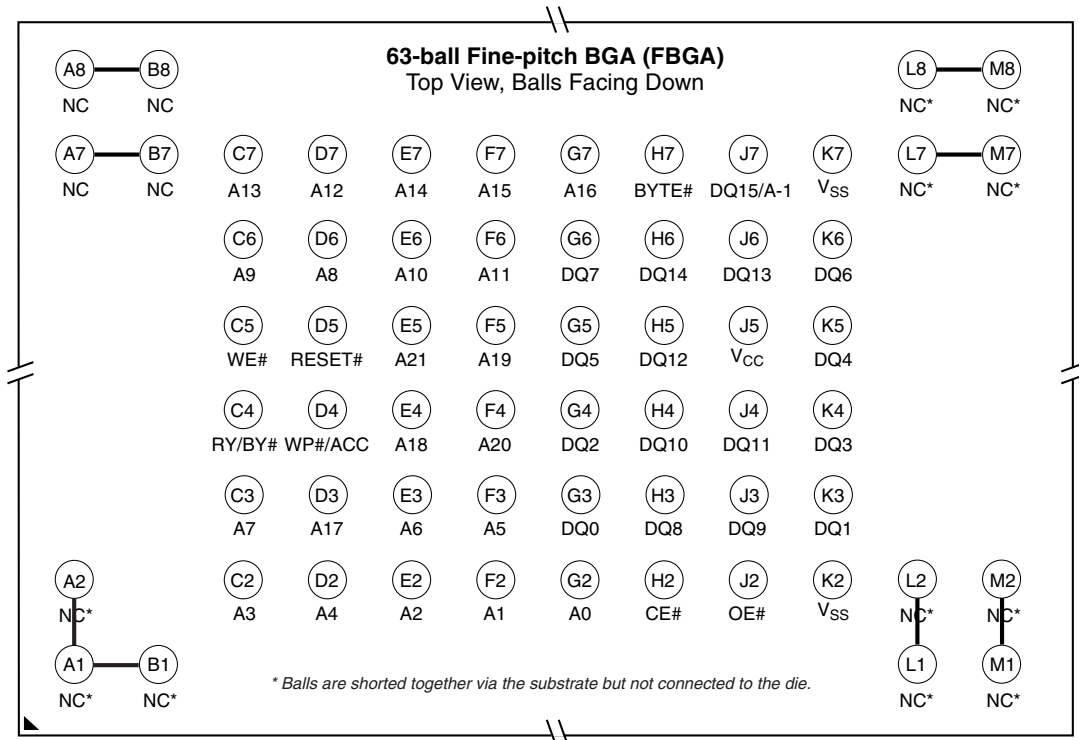 63-ball Fine-pitch BGA (FBGA)
Top View, Balls Facing Down
A8 B8 L8 M8
NC NC NC* NC*
A7 B7 C7 D7 E7 F7 G7 H7 J7 K7 L7 M7
NC NC A13 A12 A14 A15 A16 BYTE# DQ15/A-1 VSS NC* NC*
C6 D6 E6 F6 G6 H6 J6 K6
A9 A8 A10 A11 DQ7 DQ14 DQ13 DQ6
C5 D5 E5 F5 G5 H5 J5 K5
WE# RESET# A21 A19 DQ5 DQ12 VCC DQ4
C4 D4 E4 F4 G4 H4 J4 K4
RY/BY# WP#/ACC A18 A20 DQ2 DQ10 DQ11 DQ3
C3 D3 E3 F3 G3 H3 J3 K3
A7 A17 A6 A5 DQ0 DQ8 DQ9 DQ1
A2 C2 D2 E2 F2 G2 H2 J2 K2 L2 M2
NC* A3 A4 A2 A1 A0 CE# OE# VSS NC* NC*
A1 B1 L1 M1
NC* NC* NC* NC*
* Balls are shorted together via the substrate but not connected to the die.